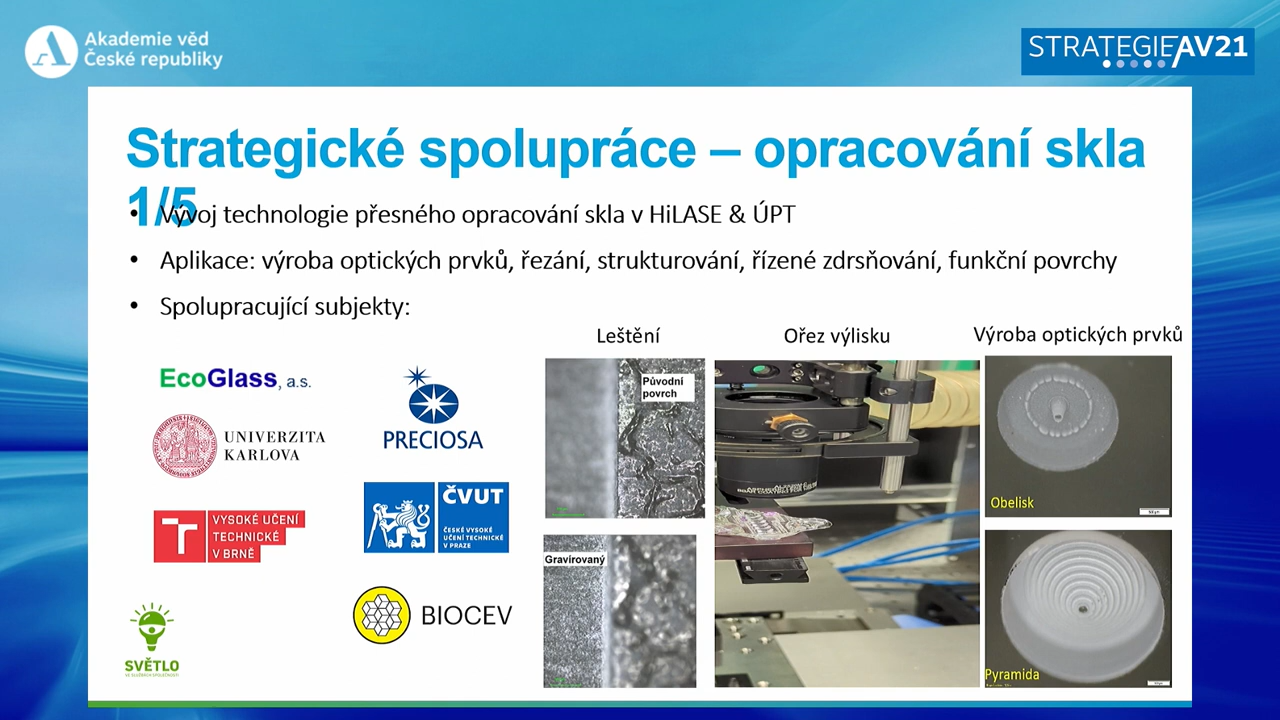 Akademie věd
České republiky
STRATEGIE AV21
Strategické spolupráce – opracování skla
1/5
• Vývoj technologie přesného opracování skla v HiLASE & ÚPT
• Aplikace: výroba optických prvků, řezání, strukturování, řízené zdrsňování, funkční povrchy
• Spolupracující subjekty:
Leštění
Ořez výlisku
Výroba optických prvků
EcoGlass, a.s.
PRECIOSA
UNIVERZITA
KARLOVA
VYSOKÉ UČENÍ
TECHNICKÉ
V BRNĚ
ČVUT
ČESKÉ VYSOKÉ
UČENÍ TECHNICKÉ
V PRAZE
BIOCEV
SVĚTLO
VE SLUŽBÁCH SPOLEČNOSTI
Původní
povrch
Gravírovaný
Obelisk
Pyramida